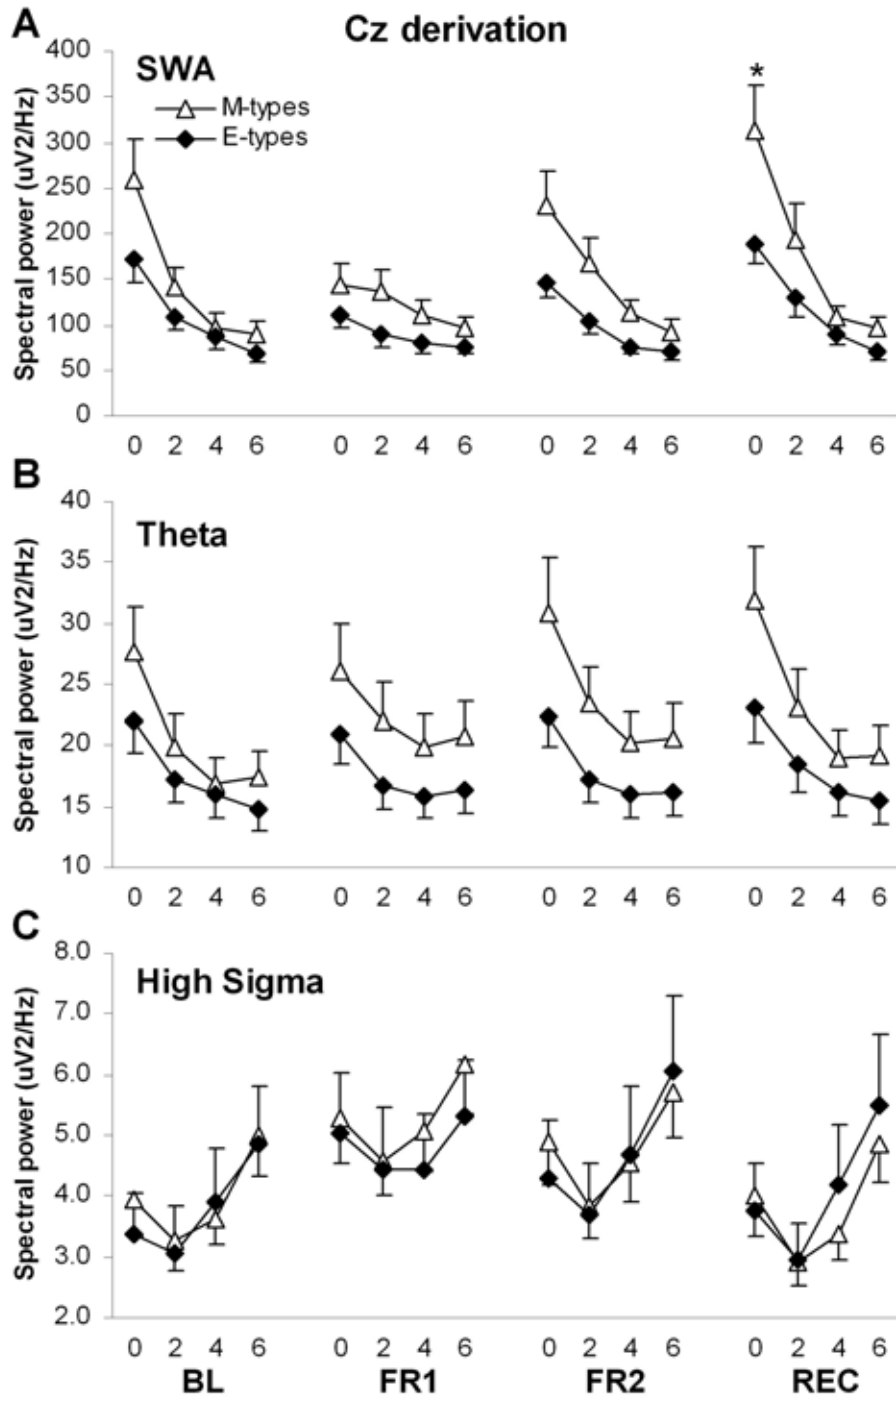 A
Cz derivation
SWA
M-types
E-types
*
Spectral power (uV2/Hz)
400
350
300
250
200
150
100
50
0
0 2 4 6 0 2 4 6 0 2 4 6 0 2 4 6
B
Theta
Spectral power (uV2/Hz)
40
35
30
25
20
15
10
0 2 4 6 0 2 4 6 0 2 4 6 0 2 4 6
C
High Sigma
Spectral power (uV2/Hz)
8.0
7.0
6.0
5.0
4.0
3.0
2.0
0 2 4 6 0 2 4 6 0 2 4 6 0 2 4 6
BL FR1 FR2 REC